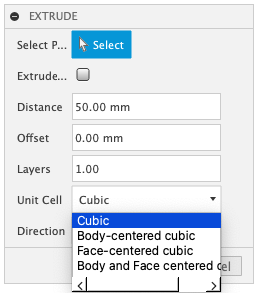 EXTRUDE
Select P... Select
Extrude...
Distance 50.00 mm
Offset 0.00 mm
Layers 1.00
Unit Cell Cubic
Cubic
Body-centered cubic
Face-centered cubic
Direction
Body and Face centered c